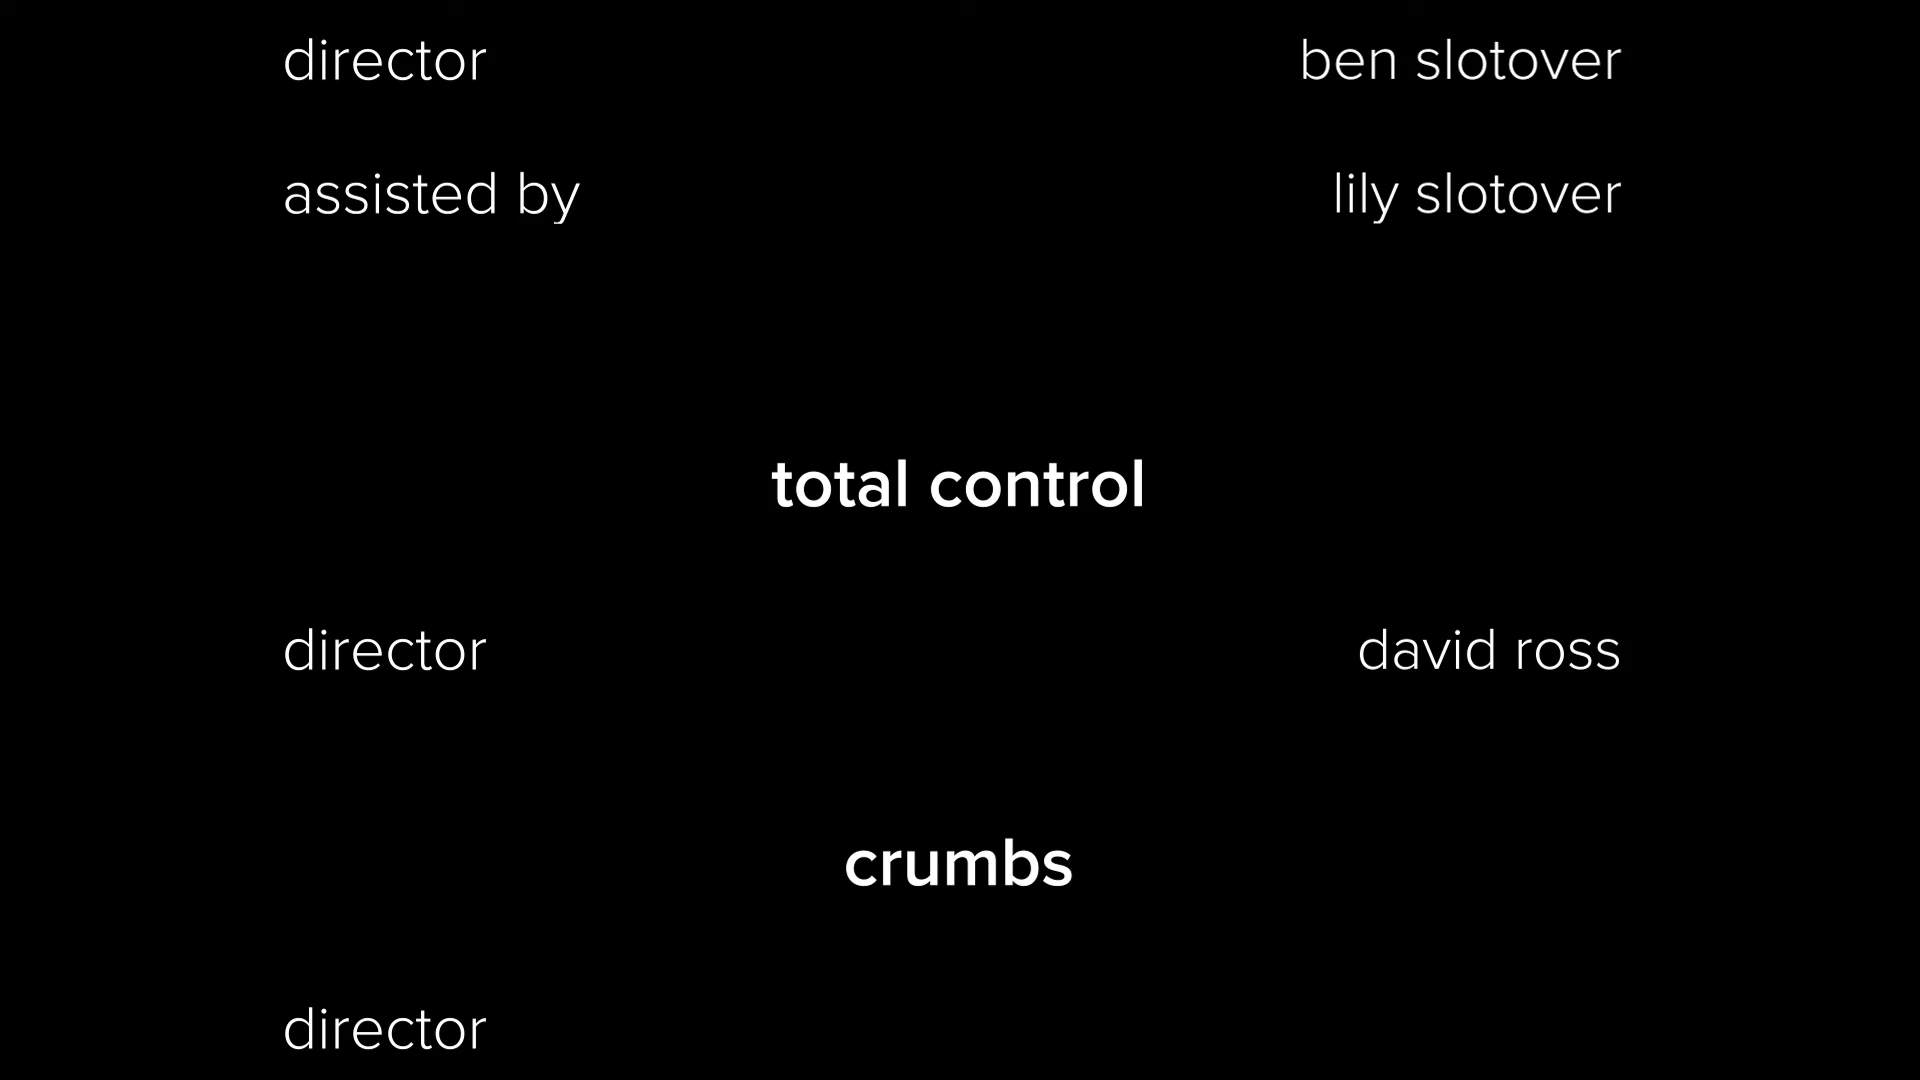 director ben slotover
assisted by lily slotover
total control
director david ross
crumbs
director